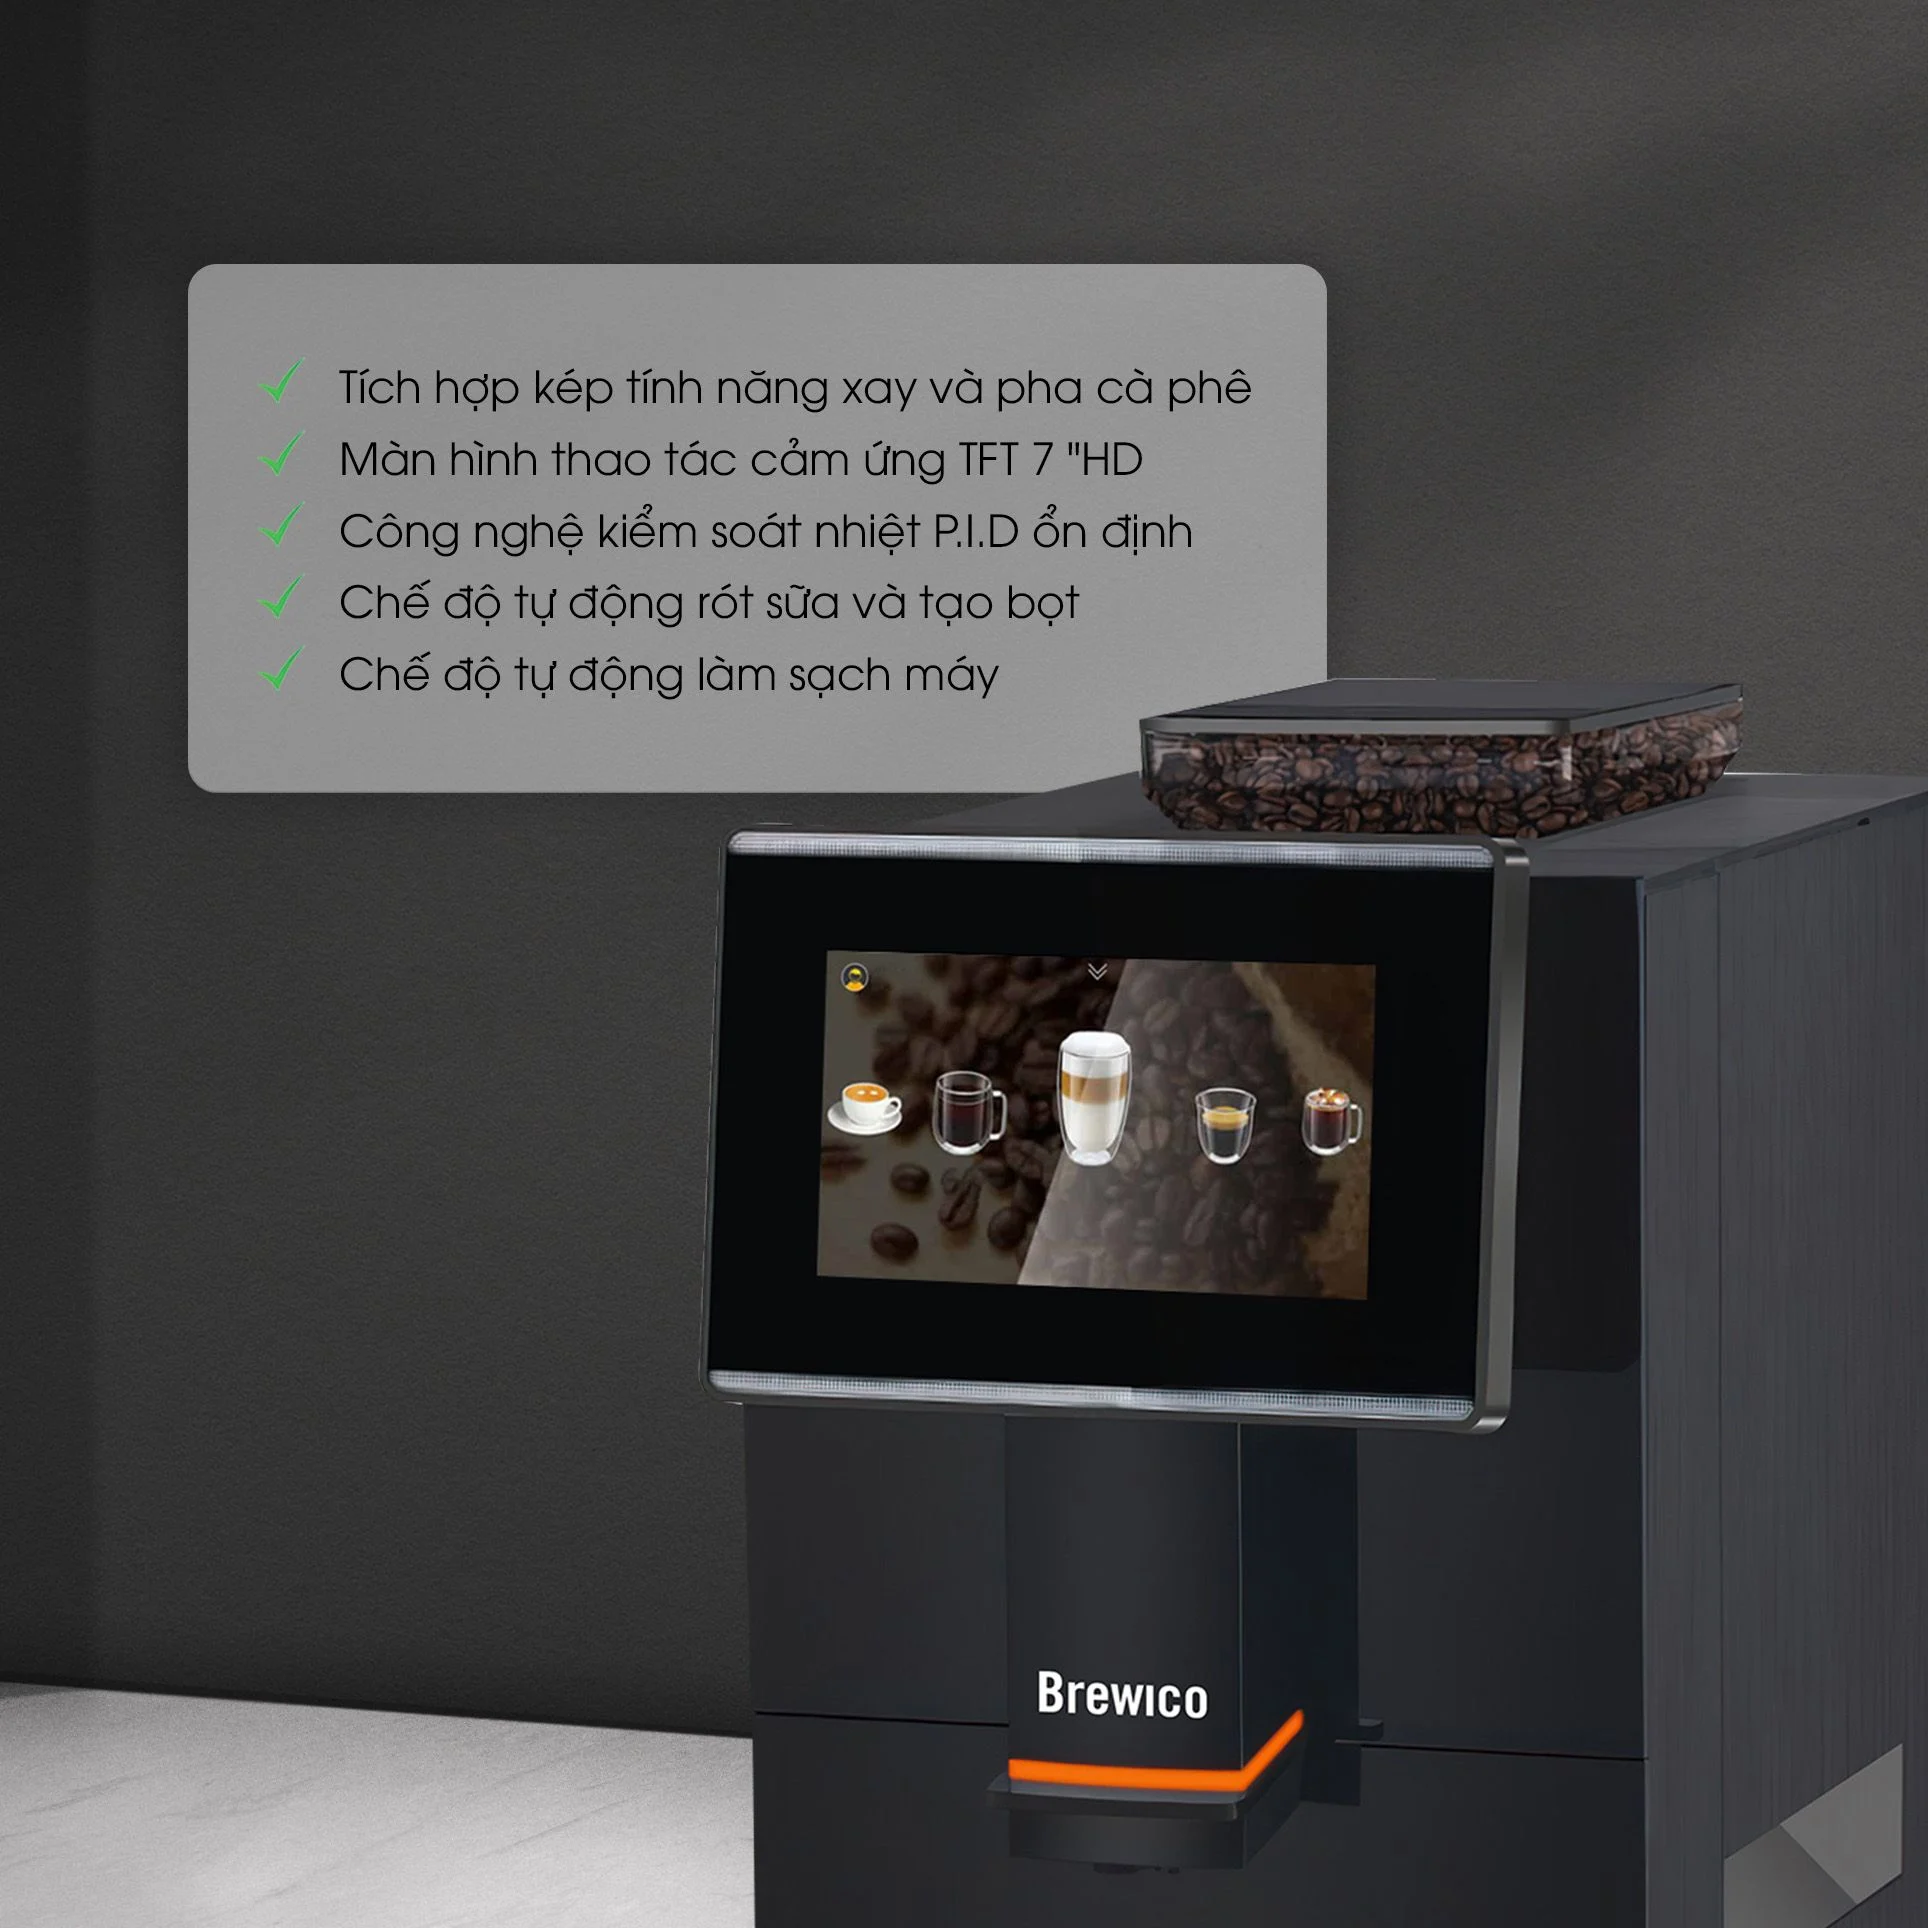 Tích hợp kép tính năng xay và pha cà phê
Màn hình thao tác cảm ứng TFT 7 "HD
Công nghệ kiểm soát nhiệt P.I.D ổn định
Chế độ tự động rót sữa và tạo bọt
Chế độ tự động làm sạch máy
Brewico